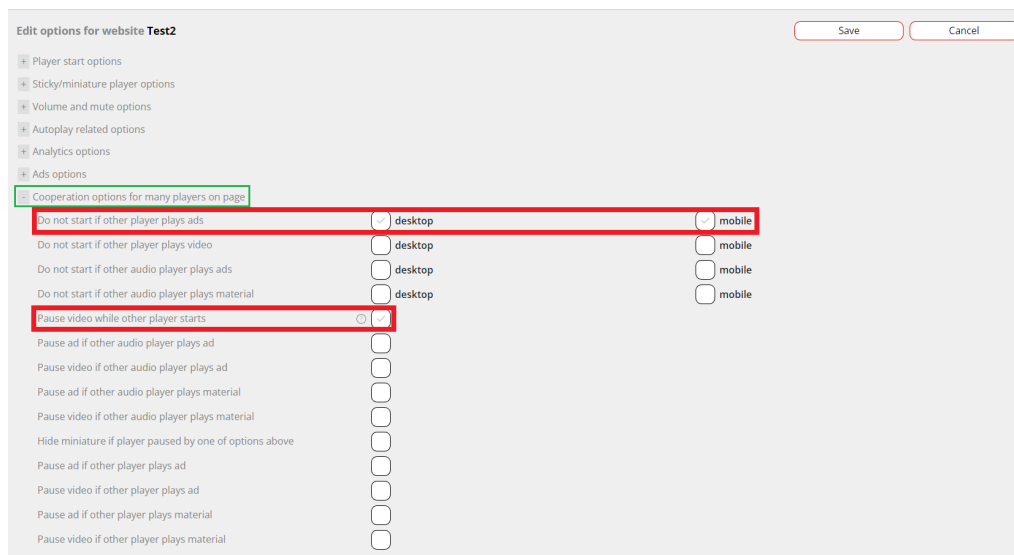 Edit options for website Test2 Save Cancel
+ Player start options
+ Sticky/miniature player options
+ Volume and mute options
+ Autoplay related options
+ Analytics options
+ Ads options
- Cooperation options for many players on page
Do not start if other player plays ads desktop mobile
Do not start if other player plays video desktop mobile
Do not start if other audio player plays ads desktop mobile
Do not start if other audio player plays material desktop mobile
Pause video while other player starts ?
Pause ad if other audio player plays ad
Pause video if other audio player plays ad
Pause ad if other audio player plays material
Pause video if other audio player plays material
Hide miniature if player paused by one of options above
Pause ad if other player plays ad
Pause video if other player plays ad
Pause ad if other player plays material
Pause video if other player plays material